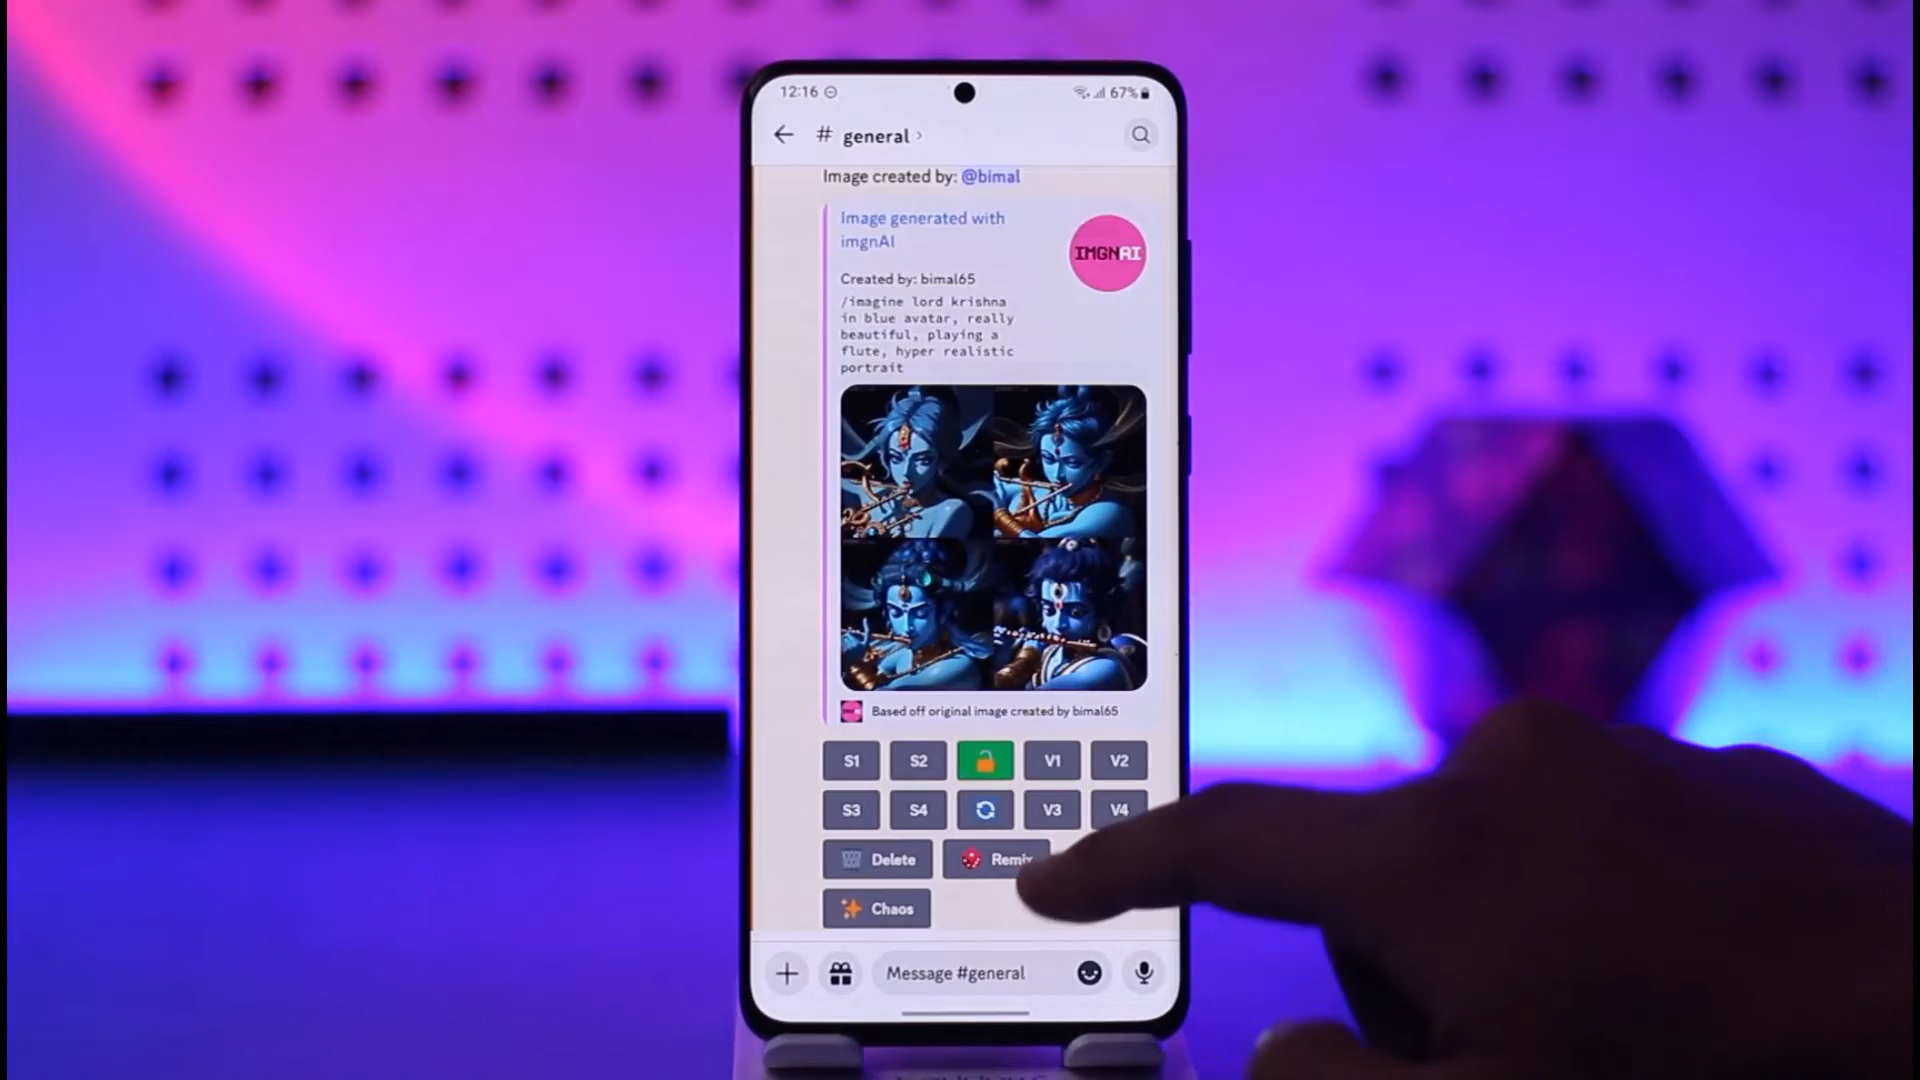 12:16 67%
# general
Image created by: @bimal
Image generated with
imgnAI
IMGNAI
Created by: bimal65
/imagine lord krishna
in blue avatar, really
beautiful, playing a
flute, hyper realistic
portrait
Based off original image created by bimal65
S1 S2 V1 V2
S3 S4 V3 V4
Delete Remix
Chaos
Message #general